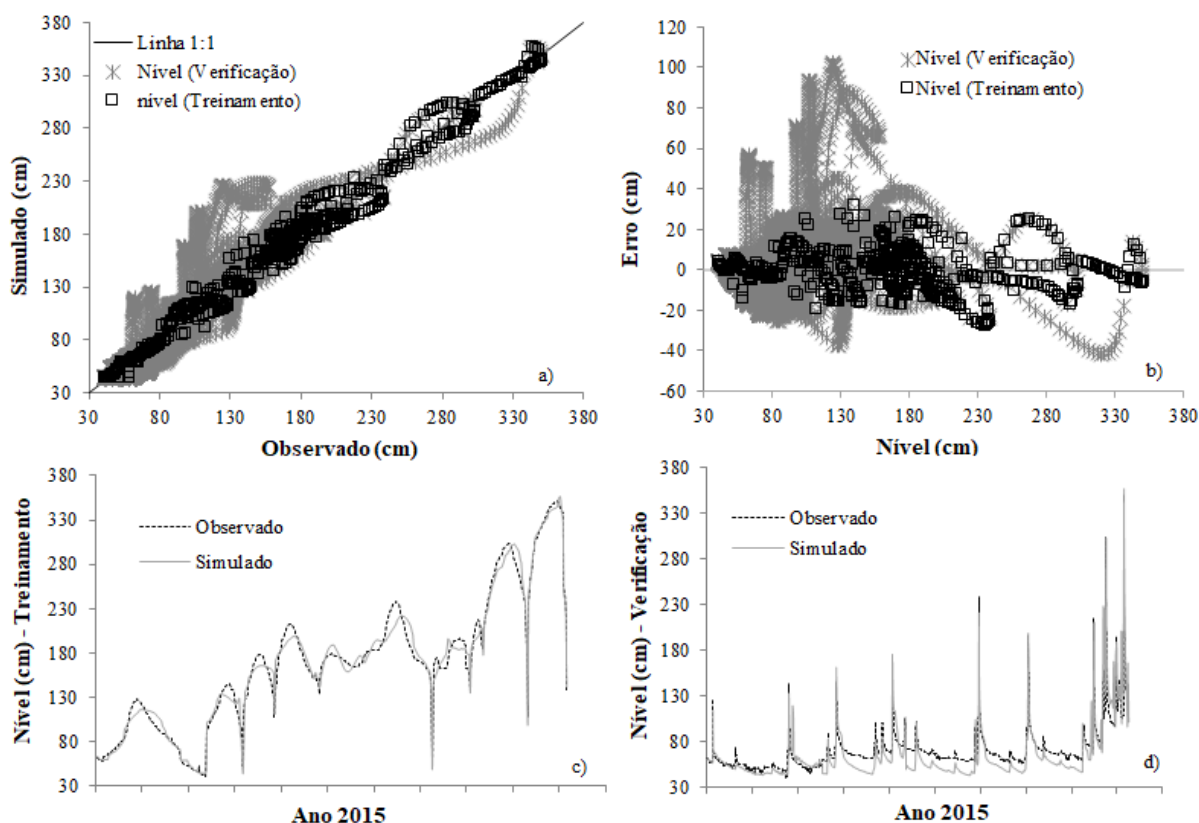 380
330
280
230
180
130
80
30
Simulado (cm)
Linha 1:1
Nível (Verificação)
nível (Treinamento)
a)
30 80 130 180 230 280 330 380
Observado (cm)
120
100
80
60
40
20
0
-20
-40
-60
Erro (cm)
Nível (Verificação)
Nível (Treinamento)
b)
30 80 130 180 230 280 330 380
Nível (cm)
380
330
280
230
180
130
80
30
Nível (cm) - Treinamento
Observado
Simulado
c)
Ano 2015
380
330
280
230
180
130
80
30
Nível (cm) - Verificação
Observado
Simulado
d)
Ano 2015